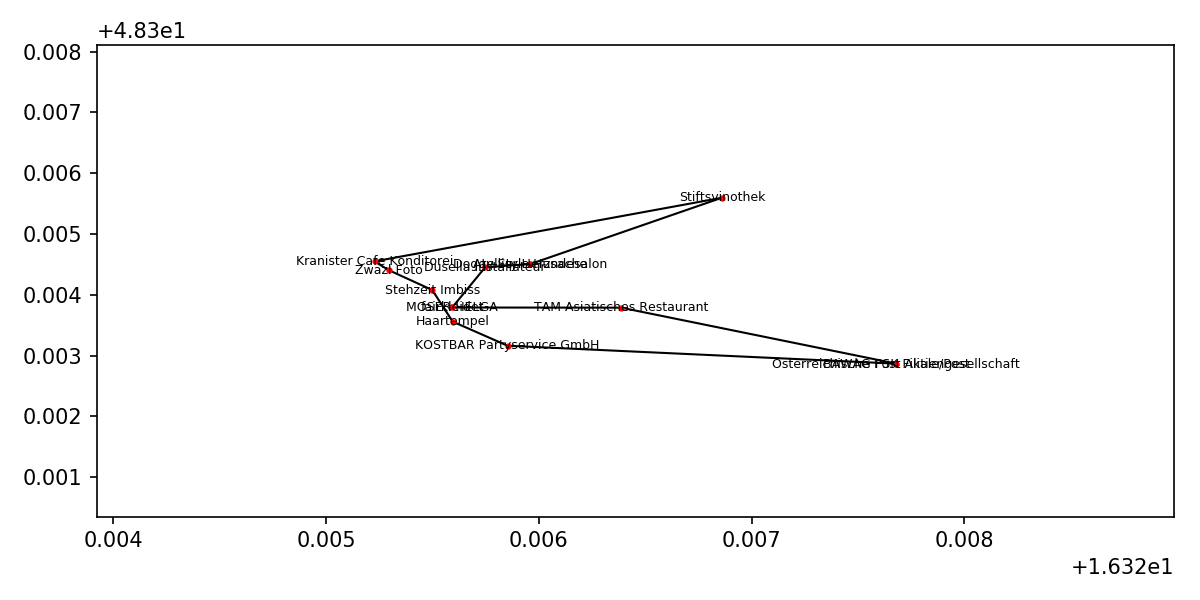 +4.83e1
0.008
0.007
0.006
Stiftsvinothek
0.005
Kranister Cafe Konditorei
Zwazl Foto
Stehzeit Imbiss
0.004
TAM Asiatisches Restaurant
Haartempel
KOSTBAR Partyservice GmbH
0.003
0.002
0.001
0.004 0.005 0.006 0.007 0.008
+1.632e1